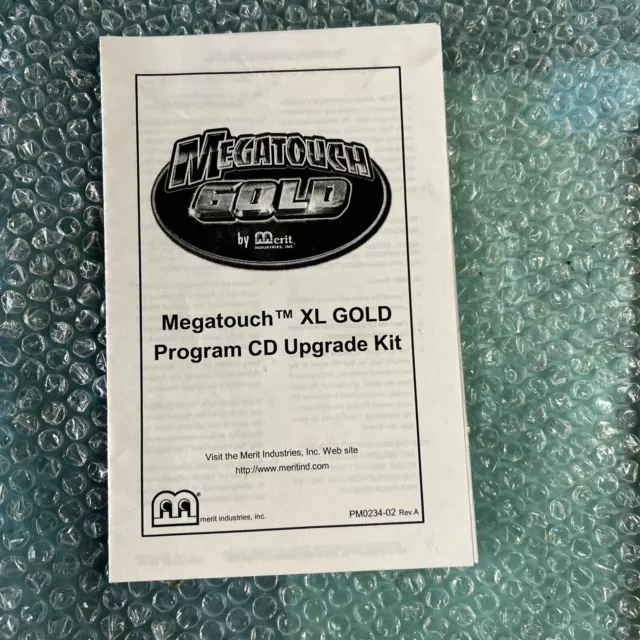 MEGATOUCH
GOLD
by merit
INDUSTRIES, INC.
Megatouch™ XL GOLD
Program CD Upgrade Kit
Visit the Merit Industries, Inc. Web site
http://www.meritind.com
® merit industries, inc.
PM0234-02 Rev.A